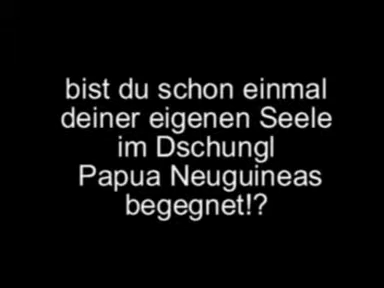 bist du schon einmal
deiner eigenen Seele
im Dschungl
Papua Neuguineas
begegnet!?